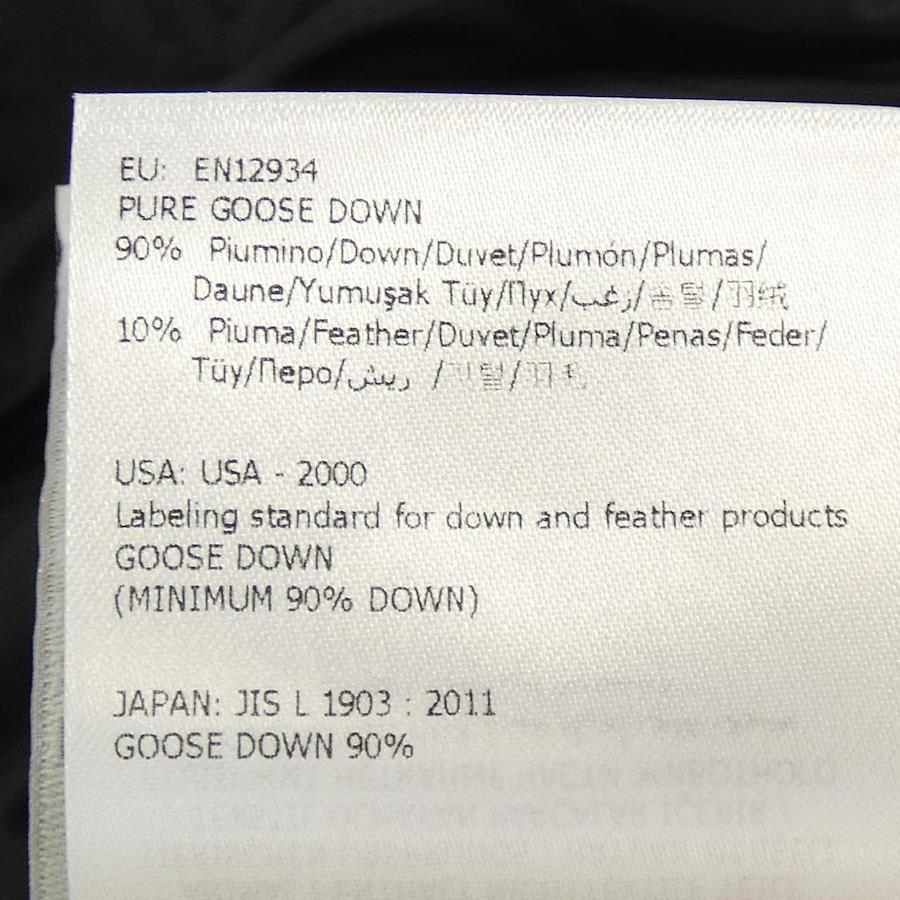 EU: EN12934
PURE GOOSE DOWN
90% Piumino/Down/Duvet/Plumón/Plumas/
Daune/Yumuşak Tüy/Пух/زغب/솜털/羽绒
10% Piuma/Feather/Duvet/Pluma/Penas/Feder/
Tüy/Перо/ريش /깃털/羽毛
USA: USA - 2000
Labeling standard for down and feather products
GOOSE DOWN
(MINIMUM 90% DOWN)
JAPAN: JIS L 1903 : 2011
GOOSE DOWN 90%